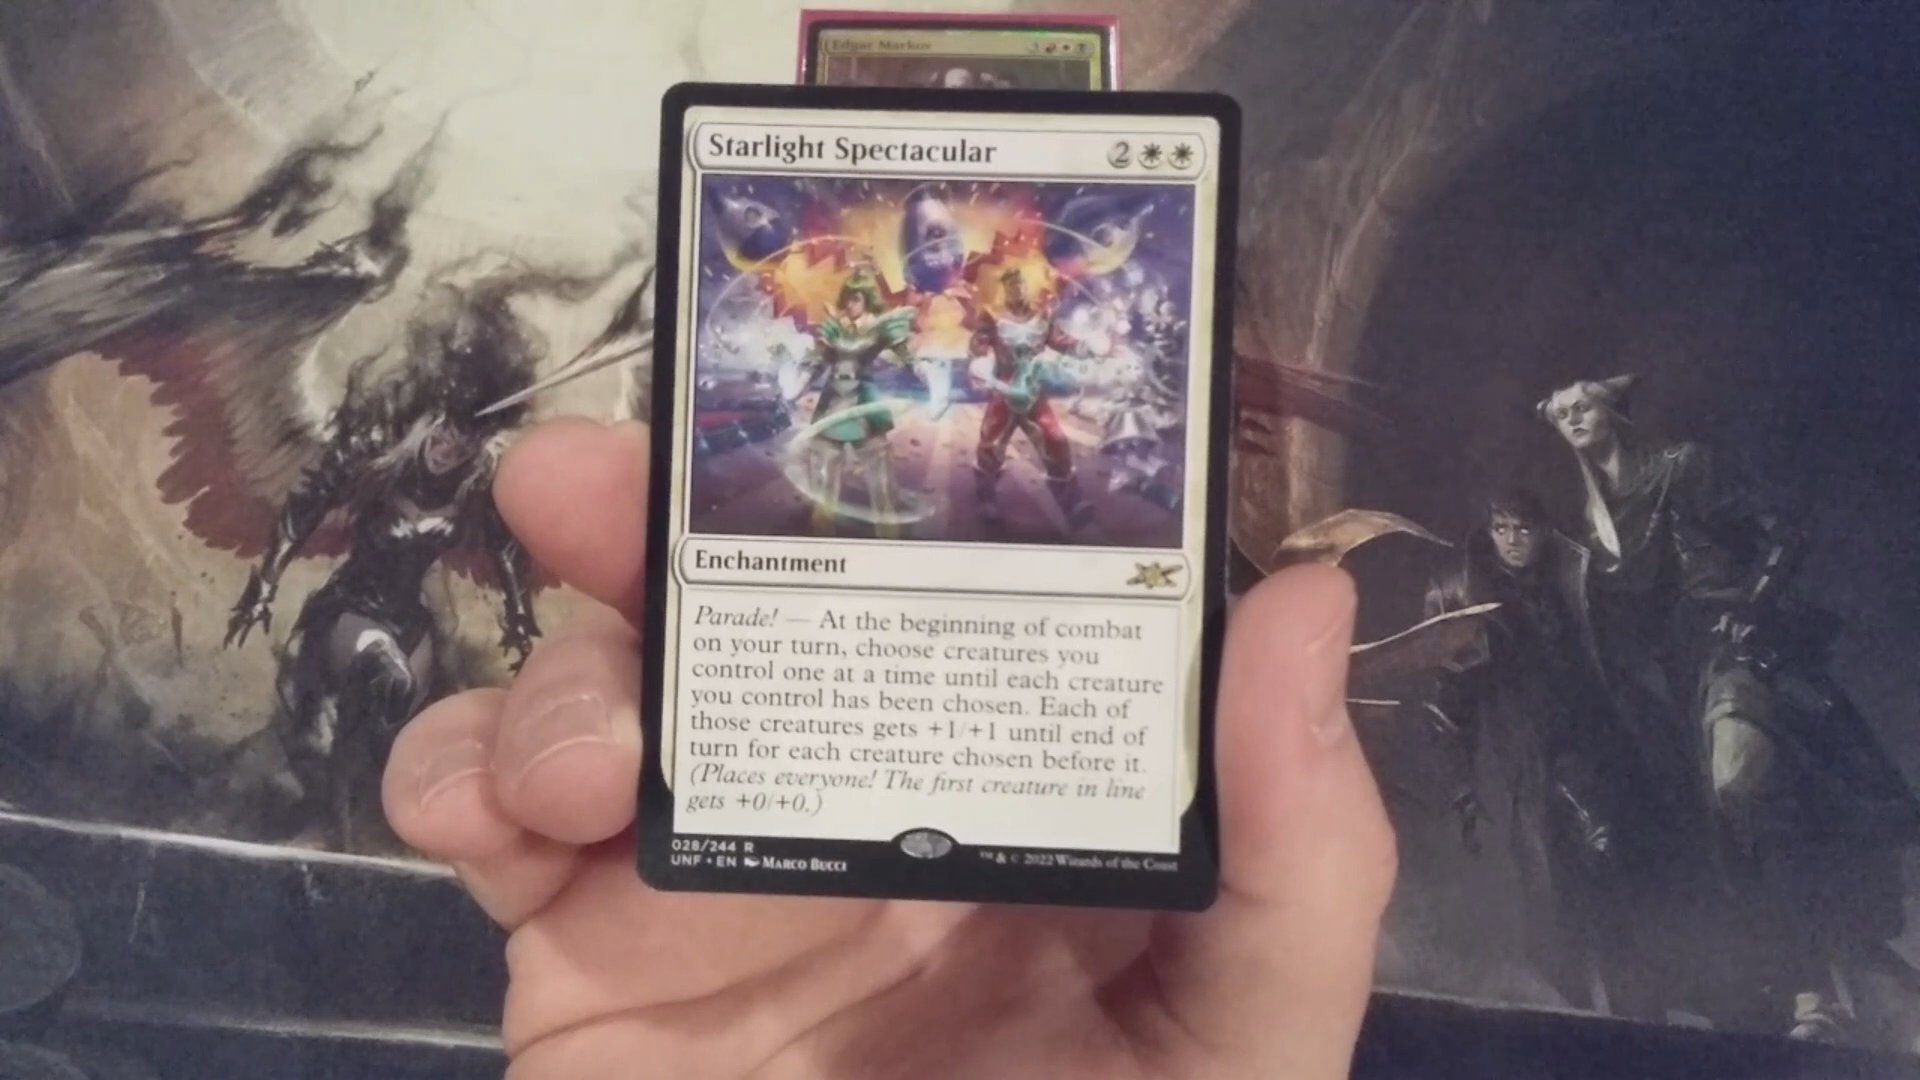 Edgar Markov
Starlight Spectacular 2
Enchantment
Parade! — At the beginning of combat
on your turn, choose creatures you
control one at a time until each creature
you control has been chosen. Each of
those creatures gets +1/+1 until end of
turn for each creature chosen before it.
(Places everyone! The first creature in line
gets +0/+0.)
028/244 R
UNF • EN MARCO BUCCI
™ & © 2022 Wizards of the Coast